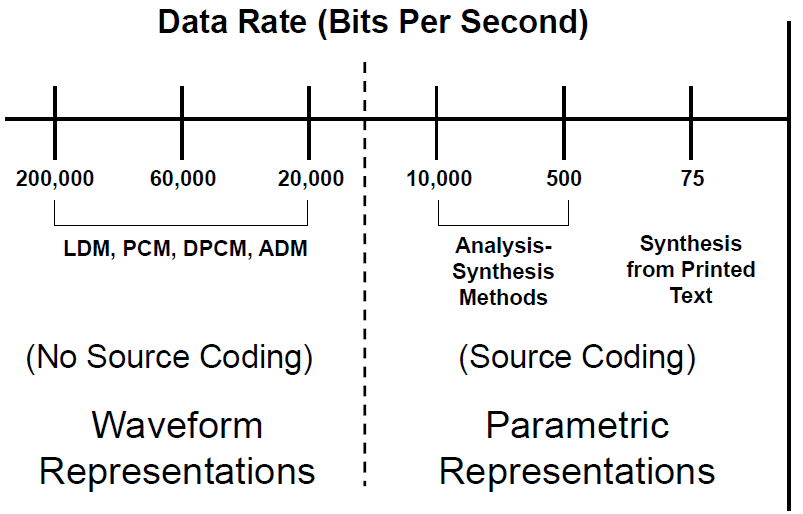 Data Rate (Bits Per Second)
200,000 60,000 20,000 10,000 500 75
LDM, PCM, DPCM, ADM
Analysis-
Synthesis
Methods
Synthesis
from Printed
Text
(No Source Coding)
(Source Coding)
Waveform
Representations
Parametric
Representations